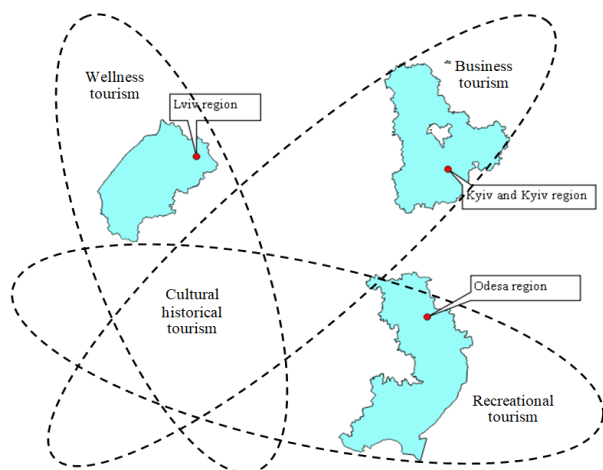 Wellness
tourism
Lviv region
Business
tourism
Kyiv and Kyiv region
Cultural
historical
tourism
Odesa region
Recreational
tourism